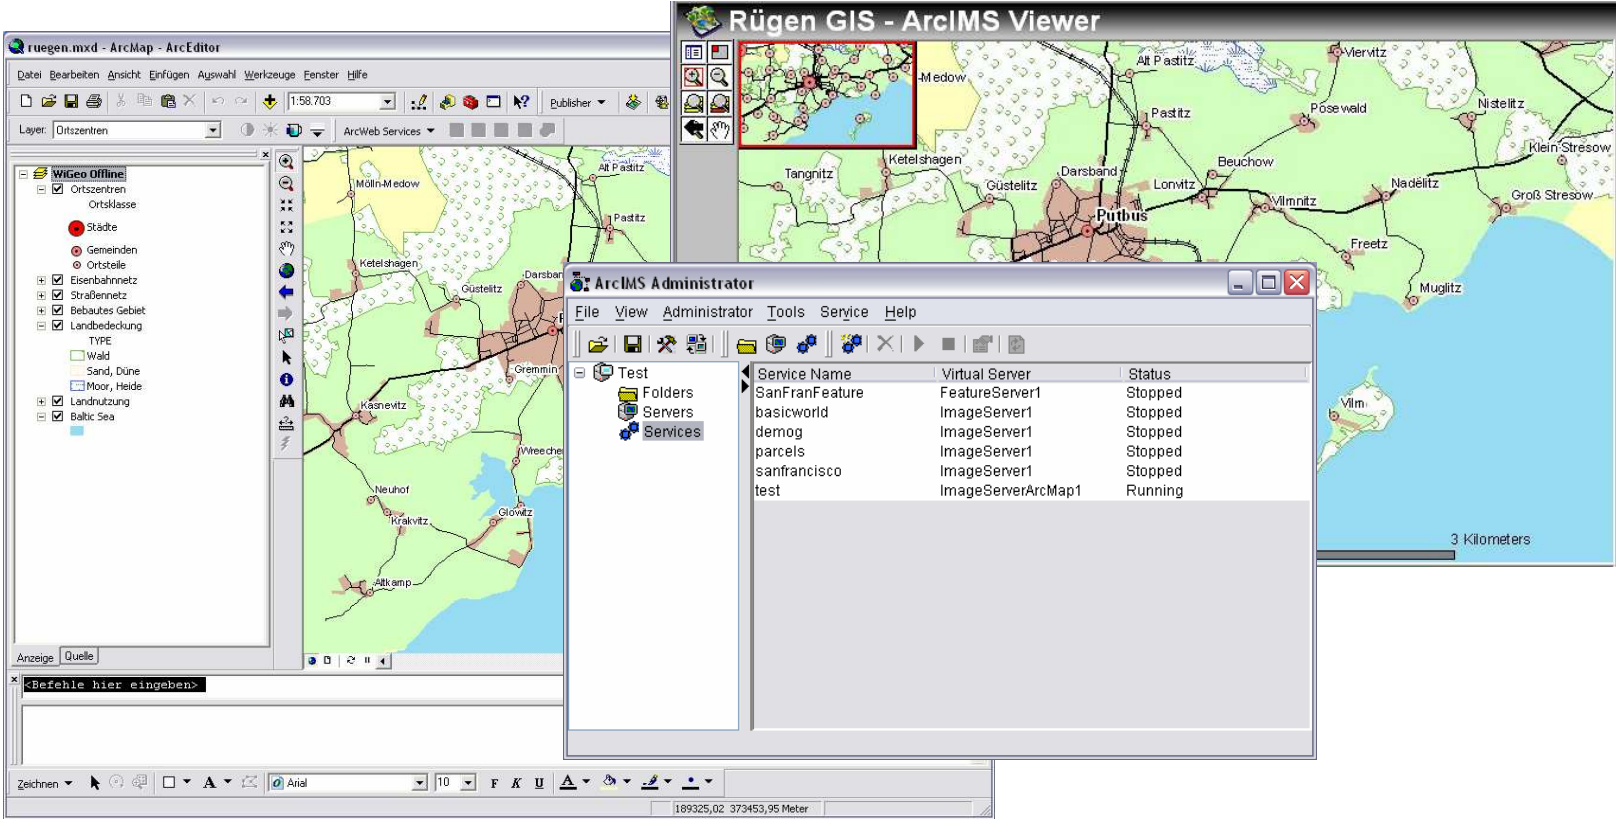 ruegen.mxd - ArcMap - ArcEditor
Datei Bearbeiten Ansicht Einfügen Auswahl Werkzeuge Fenster Hilfe
1:58.703
Publisher
Layer: Ortszentren
ArcWeb Services
WiGeo Offline
Ortszentren
Ortsklasse
Städte
Gemeinden
Ortsteile
Eisenbahnnetz
Straßennetz
Bebautes Gebiet
Landbedeckung
TYPE
Wald
Sand, Düne
Moor, Heide
Landnutzung
Baltic Sea
Anzeige Quelle
Alt Pastitz
Mölln-Medow
Pastitz
Ketelshagen
Darsban
Güstelitz
Gremmin
Kasnevitz
Wreeche
Neuhof
Krakvitz
Glowitz
Altkamp
<Befehle hier eingeben>
Zeichnen
A
Arial
10
F K U A
189325,02 373453,95 Meter
Rügen GIS - ArcIMS Viewer
-Medow
Alt Pastitz
Viervitz
Pastitz
Posewald
Nistelitz
Klein Stresow
Ketelshagen
Tangnitz
Güstelitz
Darsband
Lonvitz
Beuchow
Nadelitz
Groß Stresow
Vilmnitz
Putbus
Freetz
Muglitz
Vilm
3 Kilometers
ArcIMS Administrator
File View Administrator Tools Service Help
Test
Folders
Servers
Services
Service Name Virtual Server Status
SanFranFeature FeatureServer1 Stopped
basicworld ImageServer1 Stopped
demog ImageServer1 Stopped
parcels ImageServer1 Stopped
sanfrancisco ImageServer1 Stopped
test ImageServerArcMap1 Running